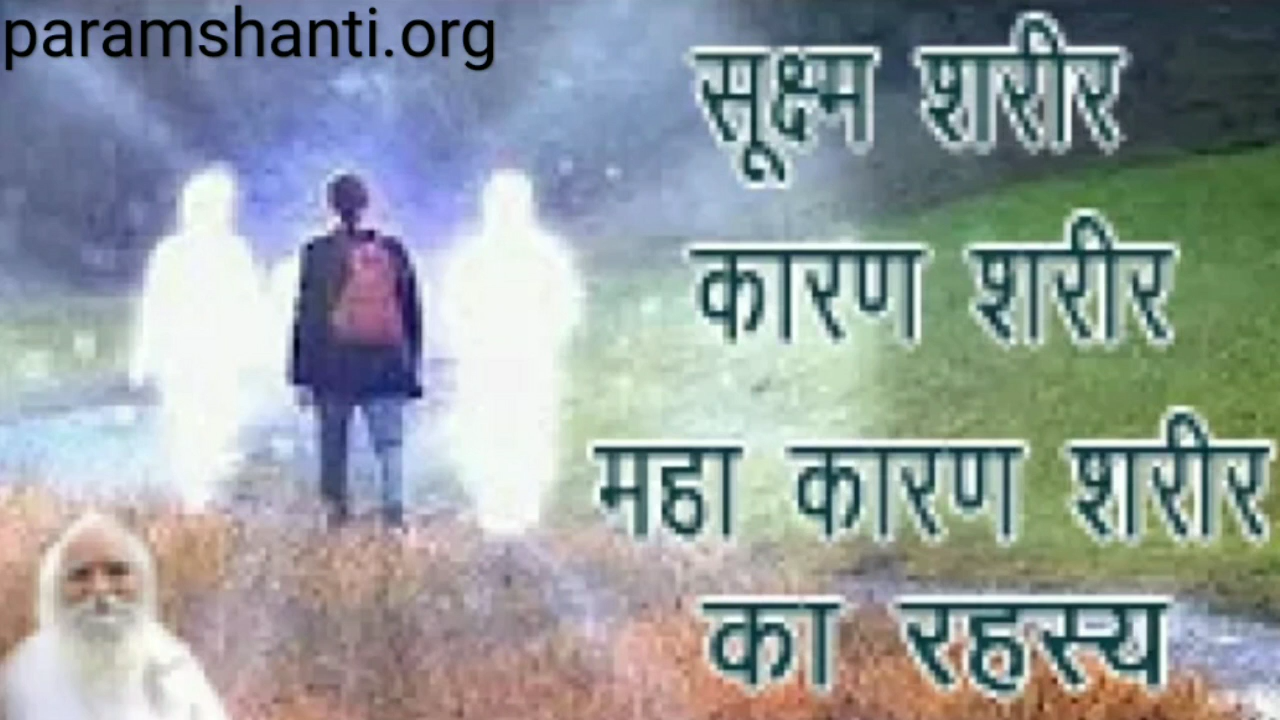 paramshanti.org
सूक्ष्म शरीर
कारण शरीर
महा कारण शरीर
का रहस्य